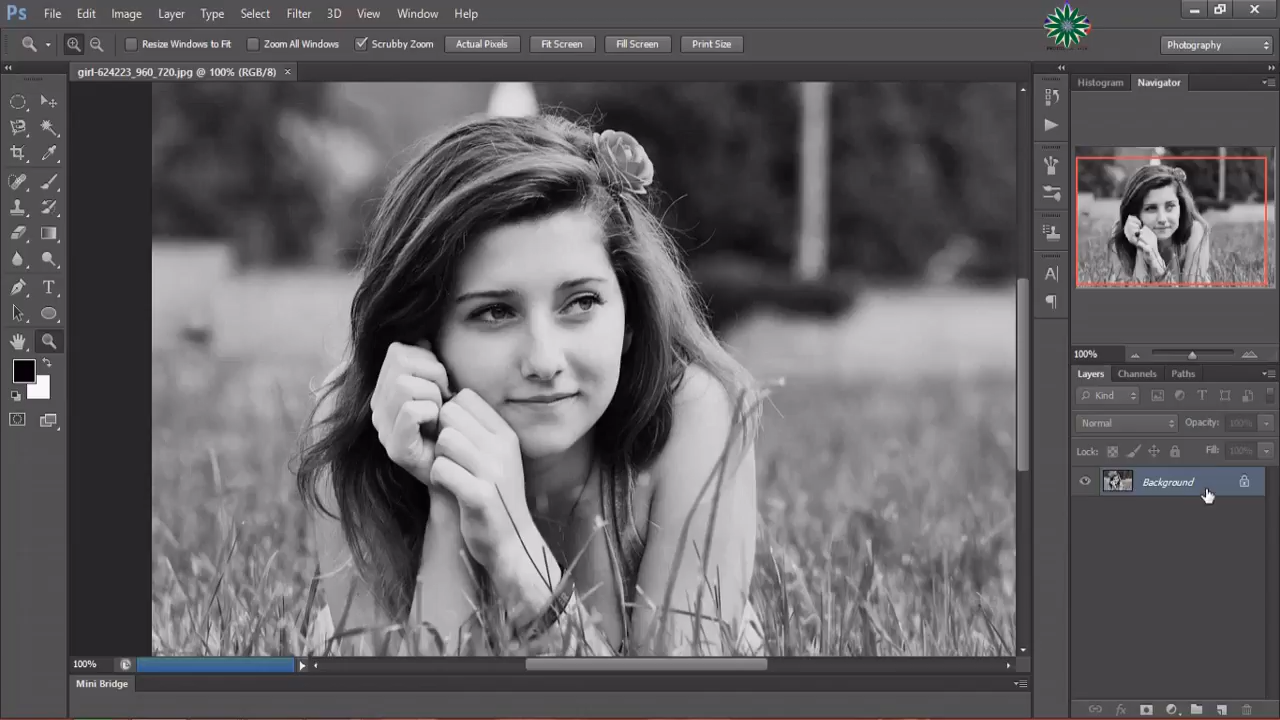 Ps File Edit Image Layer Type Select Filter 3D View Window Help
Resize Windows to Fit Zoom All Windows Scrubby Zoom Actual Pixels Fit Screen Fill Screen Print Size Photography
girl-624223_960_720.jpg @ 100% (RGB/8) ×
Histogram Navigator
100%
Layers Channels Paths
Kind
Normal Opacity: 100%
Lock: Fill: 100%
Background
100%
Mini Bridge